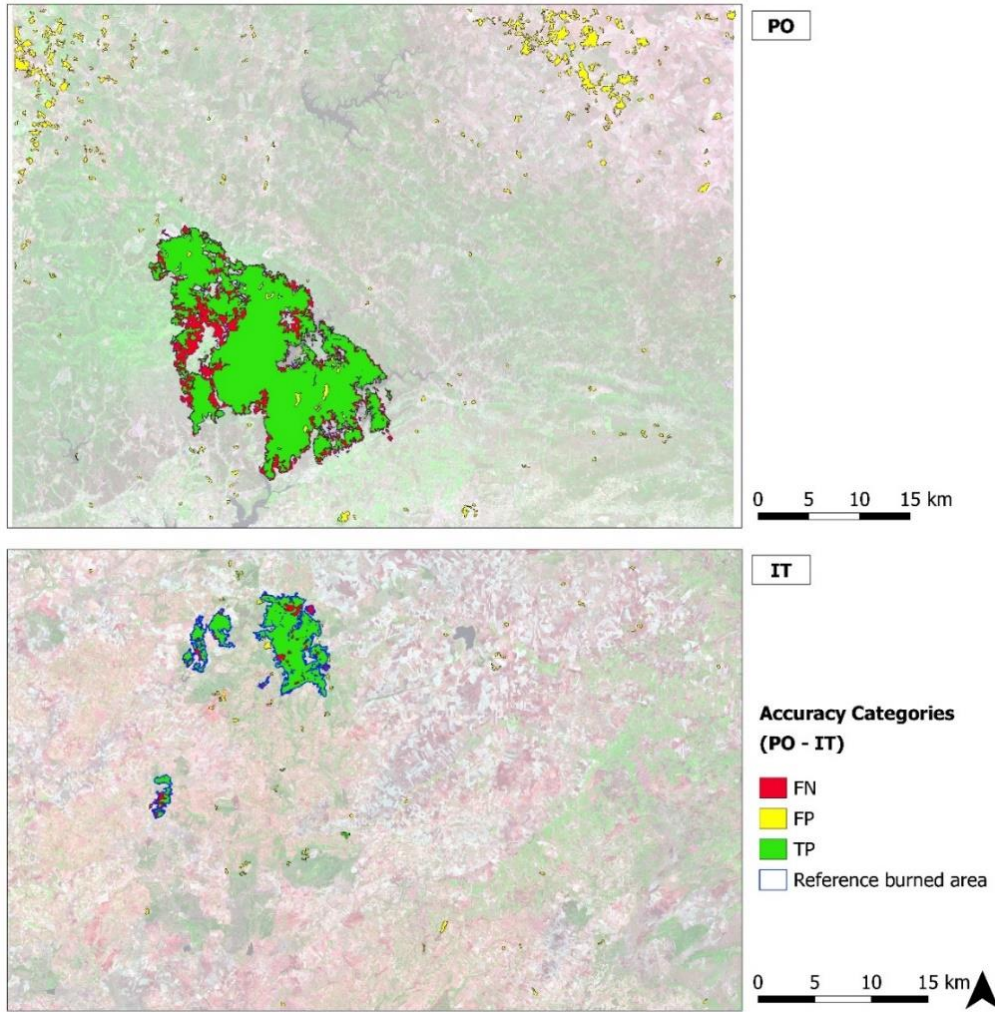 PO
0 5 10 15 km
IT
Accuracy Categories
(PO - IT)
FN
FP
TP
Reference burned area
0 5 10 15 km